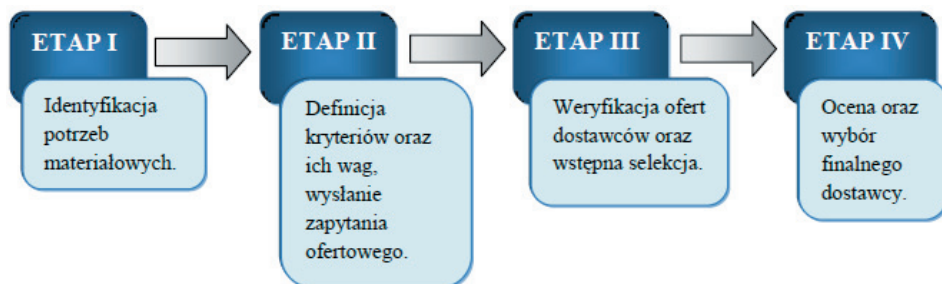 ETAP I
Identyfikacja
potrzeb
materiałowych.
ETAP II
Definicja
kryteriów oraz
ich wag,
wysłanie
zapytania
ofertowego.
ETAP III
Weryfikacja ofert
dostawców oraz
wstępna selekcja.
ETAP IV
Ocena oraz
wybór
finalnego
dostawcy.